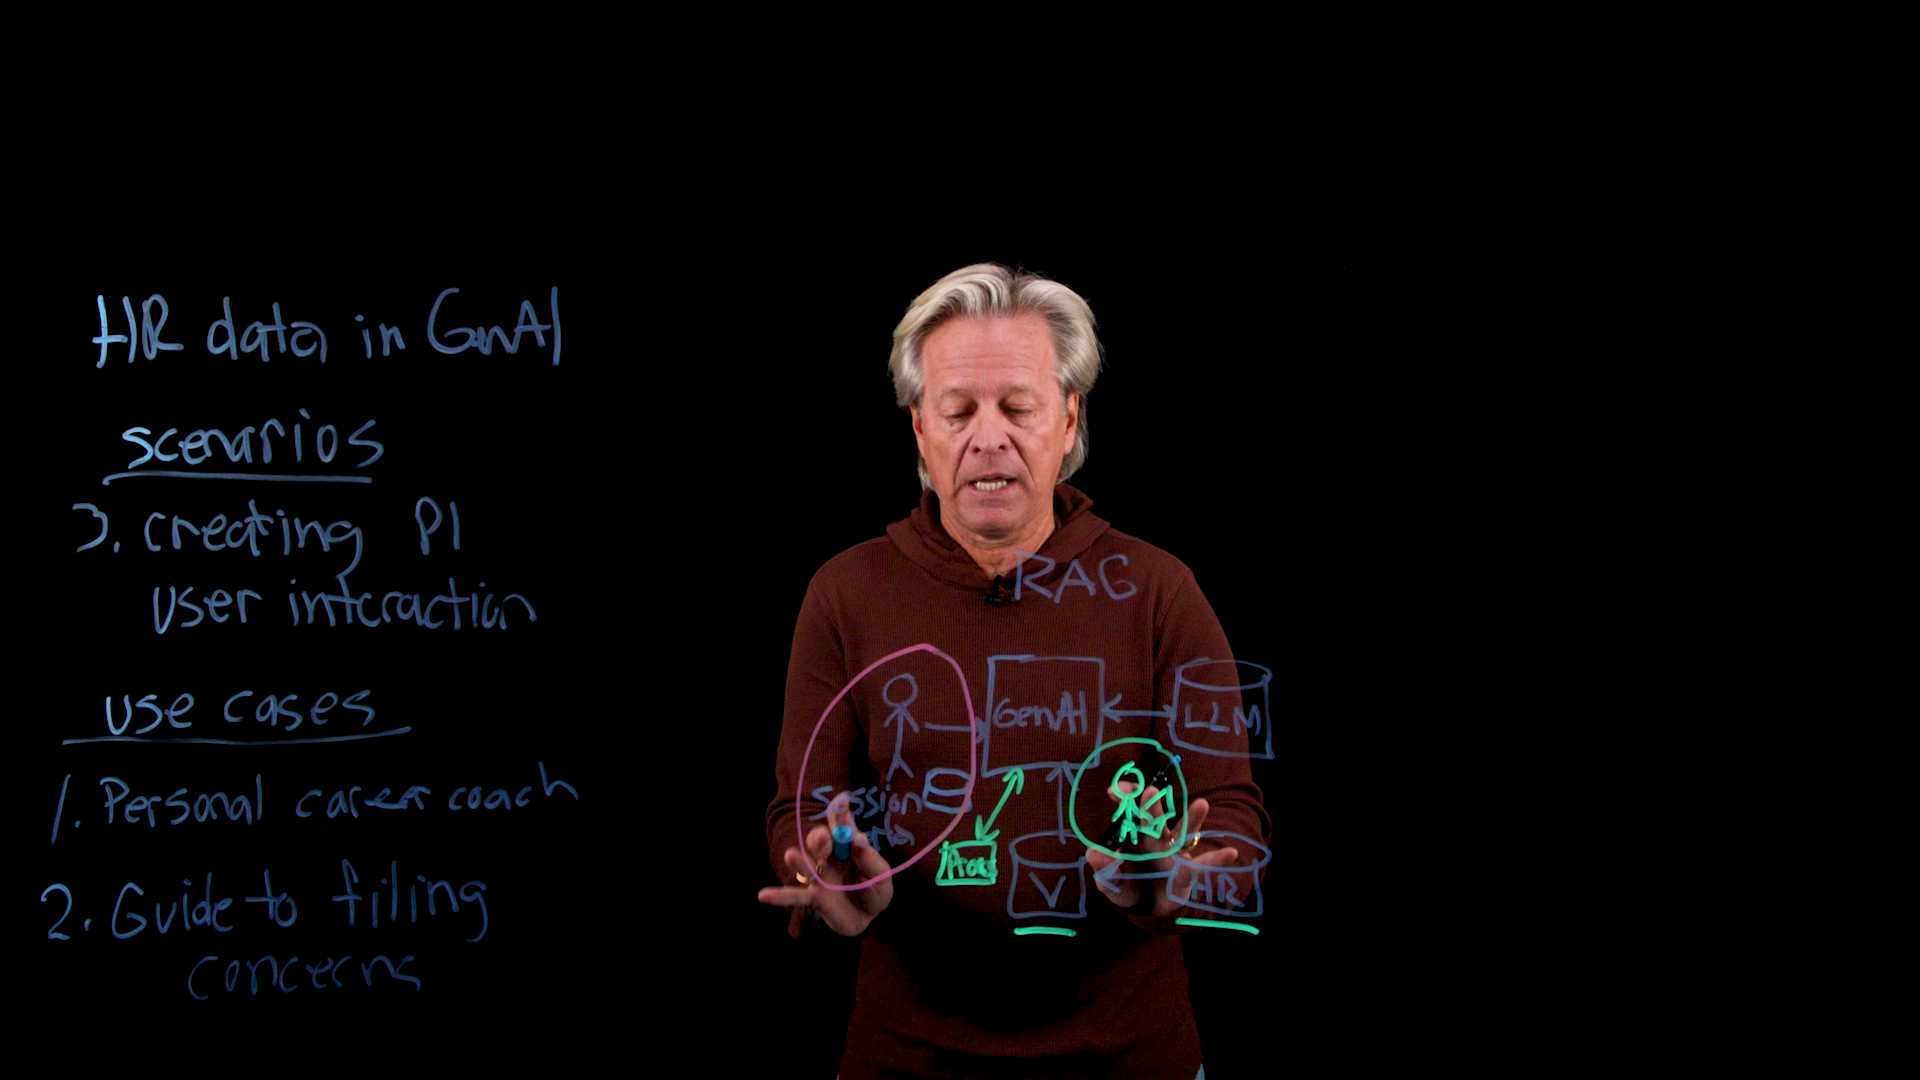 HR data in GenAI
scenarios
3. creating PI
user interaction
use cases
1. Personal career coach
2. Guide to filing
concerns
RAG
GenAI
LLM
Session
V
HR